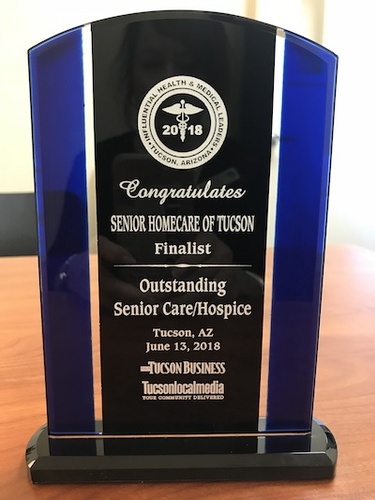 INFLUENTIAL HEALTH & MEDICAL LEADERS
2018
• TUCSON, ARIZONA •
Congratulates
SENIOR HOMECARE OF TUCSON
Finalist
Outstanding
Senior Care/Hospice
Tucson, AZ
June 13, 2018
TUCSON BUSINESS
Tucsonlocalmedia
YOUR COMMUNITY DELIVERED